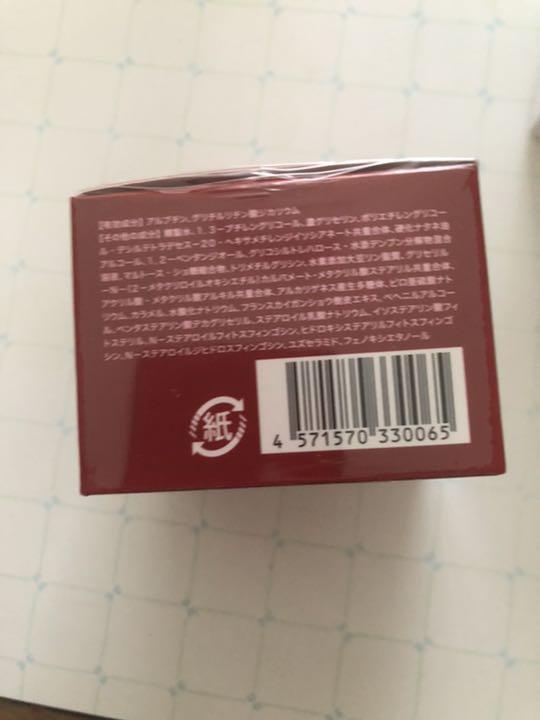 【有効成分】アルブチン、グリチルリチン酸ジカリウム
【その他の成分】精製水、1,3-ブチレングリコール、濃グリセリン、ポリエチレングリコー
ル・デシルテトラデセス-20・ヘキサメチレンジイソシアネート共重合体、硬化ナタネ油
アルコール、1,2-ペンタンジオール、グリコシルトレハロース・水添デンプン分解物混合
溶液、マルトース・ショ糖縮合物、トリメチルグリシン、水素添加大豆リン脂質、グリセリル
-N-(2-メタクリロイルオキシエチル)カルバメート・メタクリル酸ステアリル共重合体、
アクリル酸・メタクリル酸アルキル共重合体、アルカリゲネス産生多糖体、ピロ亜硫酸ナト
リウム、カラメル、水酸化ナトリウム、フランスカイガンショウ樹皮エキス、ベヘニルアルコー
ル、ペンタステアリン酸デカグリセリル、ステアロイル乳酸ナトリウム、イソステアリン酸フィ
トステリル、N-ステアロイルフィトスフィンゴシン、ヒドロキシステアリルフィトスフィンゴ
シン、N-ステアロイルジヒドロスフィンゴシン、ユズセラミド、フェノキシエタノール
紙
4 571570 330065